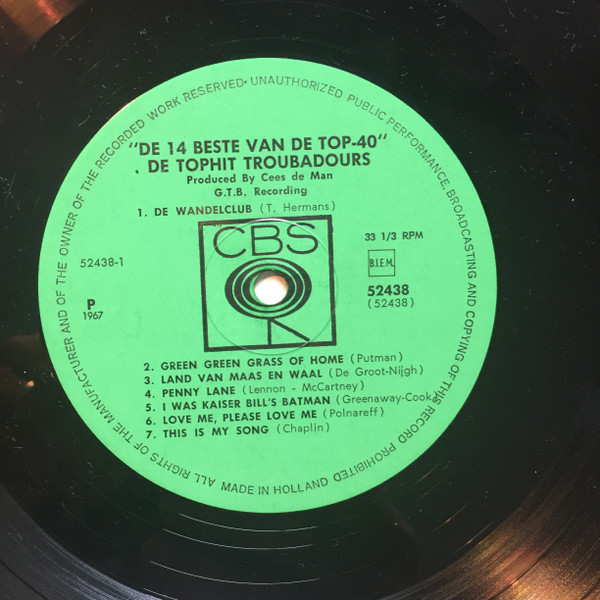 ALL RIGHTS OF THE MANUFACTURER AND OF THE OWNER OF THE RECORDED WORK RESERVED • UNAUTHORIZED PUBLIC PERFORMANCE, BROADCASTING AND COPYING OF THIS RECORD PROHIBITED
"DE 14 BESTE VAN DE TOP-40"
DE TOPHIT TROUBADOURS
Produced By Cees de Man
G.T.B. Recording
1. DE WANDELCLUB (T. Hermans)
CBS
33 1/3 RPM
52438-1
B.I.E.M.
52438
(52438)
P
1967
2. GREEN GREEN GRASS OF HOME (Putman)
3. LAND VAN MAAS EN WAAL (De Groot-Nijgh)
4. PENNY LANE (Lennon - McCartney)
5. I WAS KAISER BILL'S BATMAN (Greenaway-Cook)
6. LOVE ME, PLEASE LOVE ME (Polnareff)
7. THIS IS MY SONG (Chaplin)
MADE IN HOLLAND